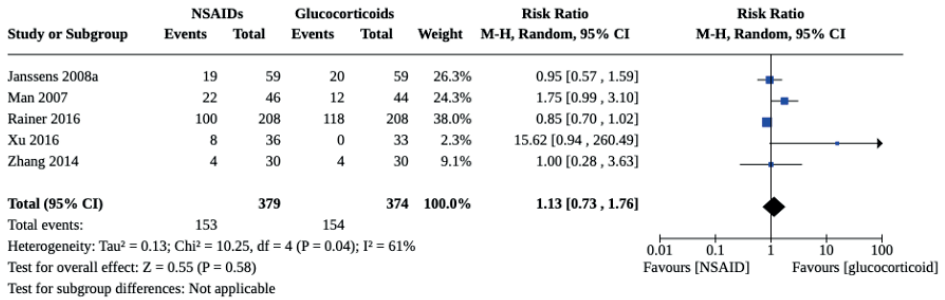 NSAIDs Glucocorticoids Risk Ratio Risk Ratio
Study or Subgroup Events Total Events Total Weight M-H, Random, 95% CI M-H, Random, 95% CI
Janssens 2008a 19 59 20 59 26.3% 0.95 [0.57 , 1.59]
Man 2007 22 46 12 44 24.3% 1.75 [0.99 , 3.10]
Rainer 2016 100 208 118 208 38.0% 0.85 [0.70 , 1.02]
Xu 2016 8 36 0 33 2.3% 15.62 [0.94 , 260.49]
Zhang 2014 4 30 4 30 9.1% 1.00 [0.28 , 3.63]
Total (95% CI) 379 374 100.0% 1.13 [0.73 , 1.76]
Total events: 153 154
Heterogeneity: Tau² = 0.13; Chi² = 10.25, df = 4 (P = 0.04); I² = 61%
0.01 0.1 1 10 100
Test for overall effect: Z = 0.55 (P = 0.58) Favours [NSAID] Favours [glucocorticoid]
Test for subgroup differences: Not applicable